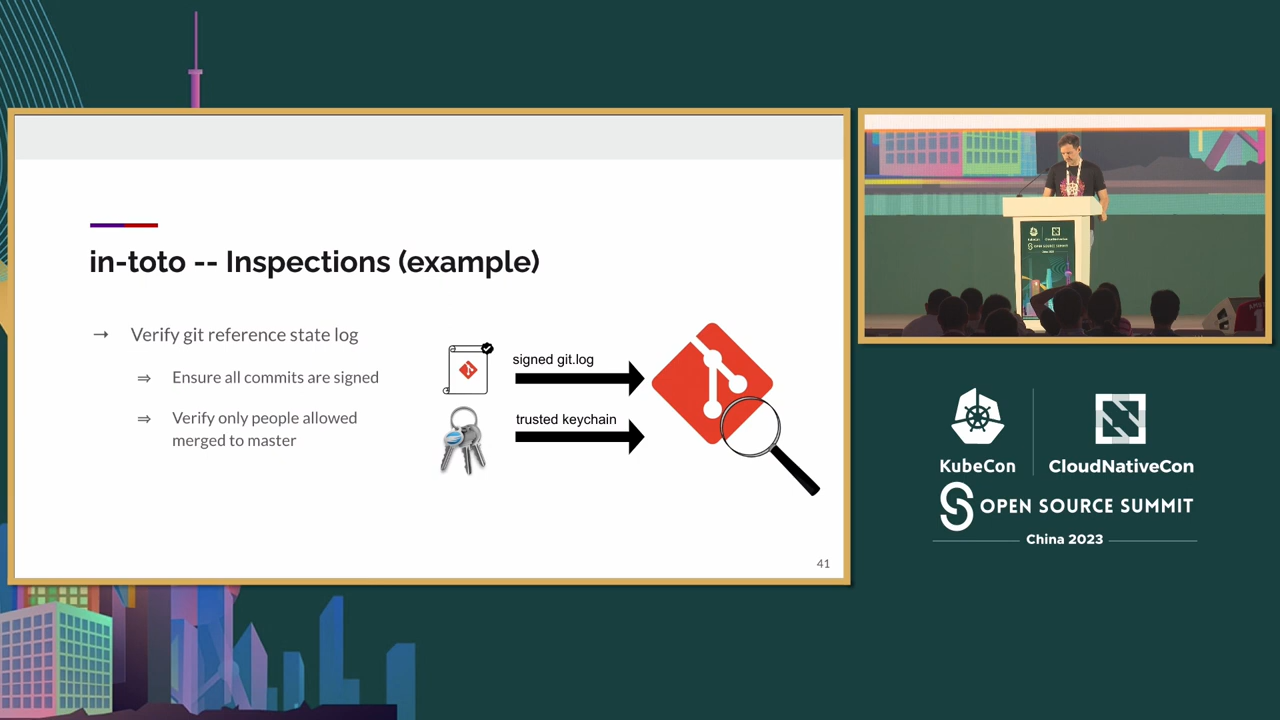 in-toto -- Inspections (example)
→ Verify git reference state log
⇒ Ensure all commits are signed
⇒ Verify only people allowed
merged to master
signed git.log
trusted keychain
41
KubeCon
CloudNativeCon
OPEN SOURCE SUMMIT
China 2023